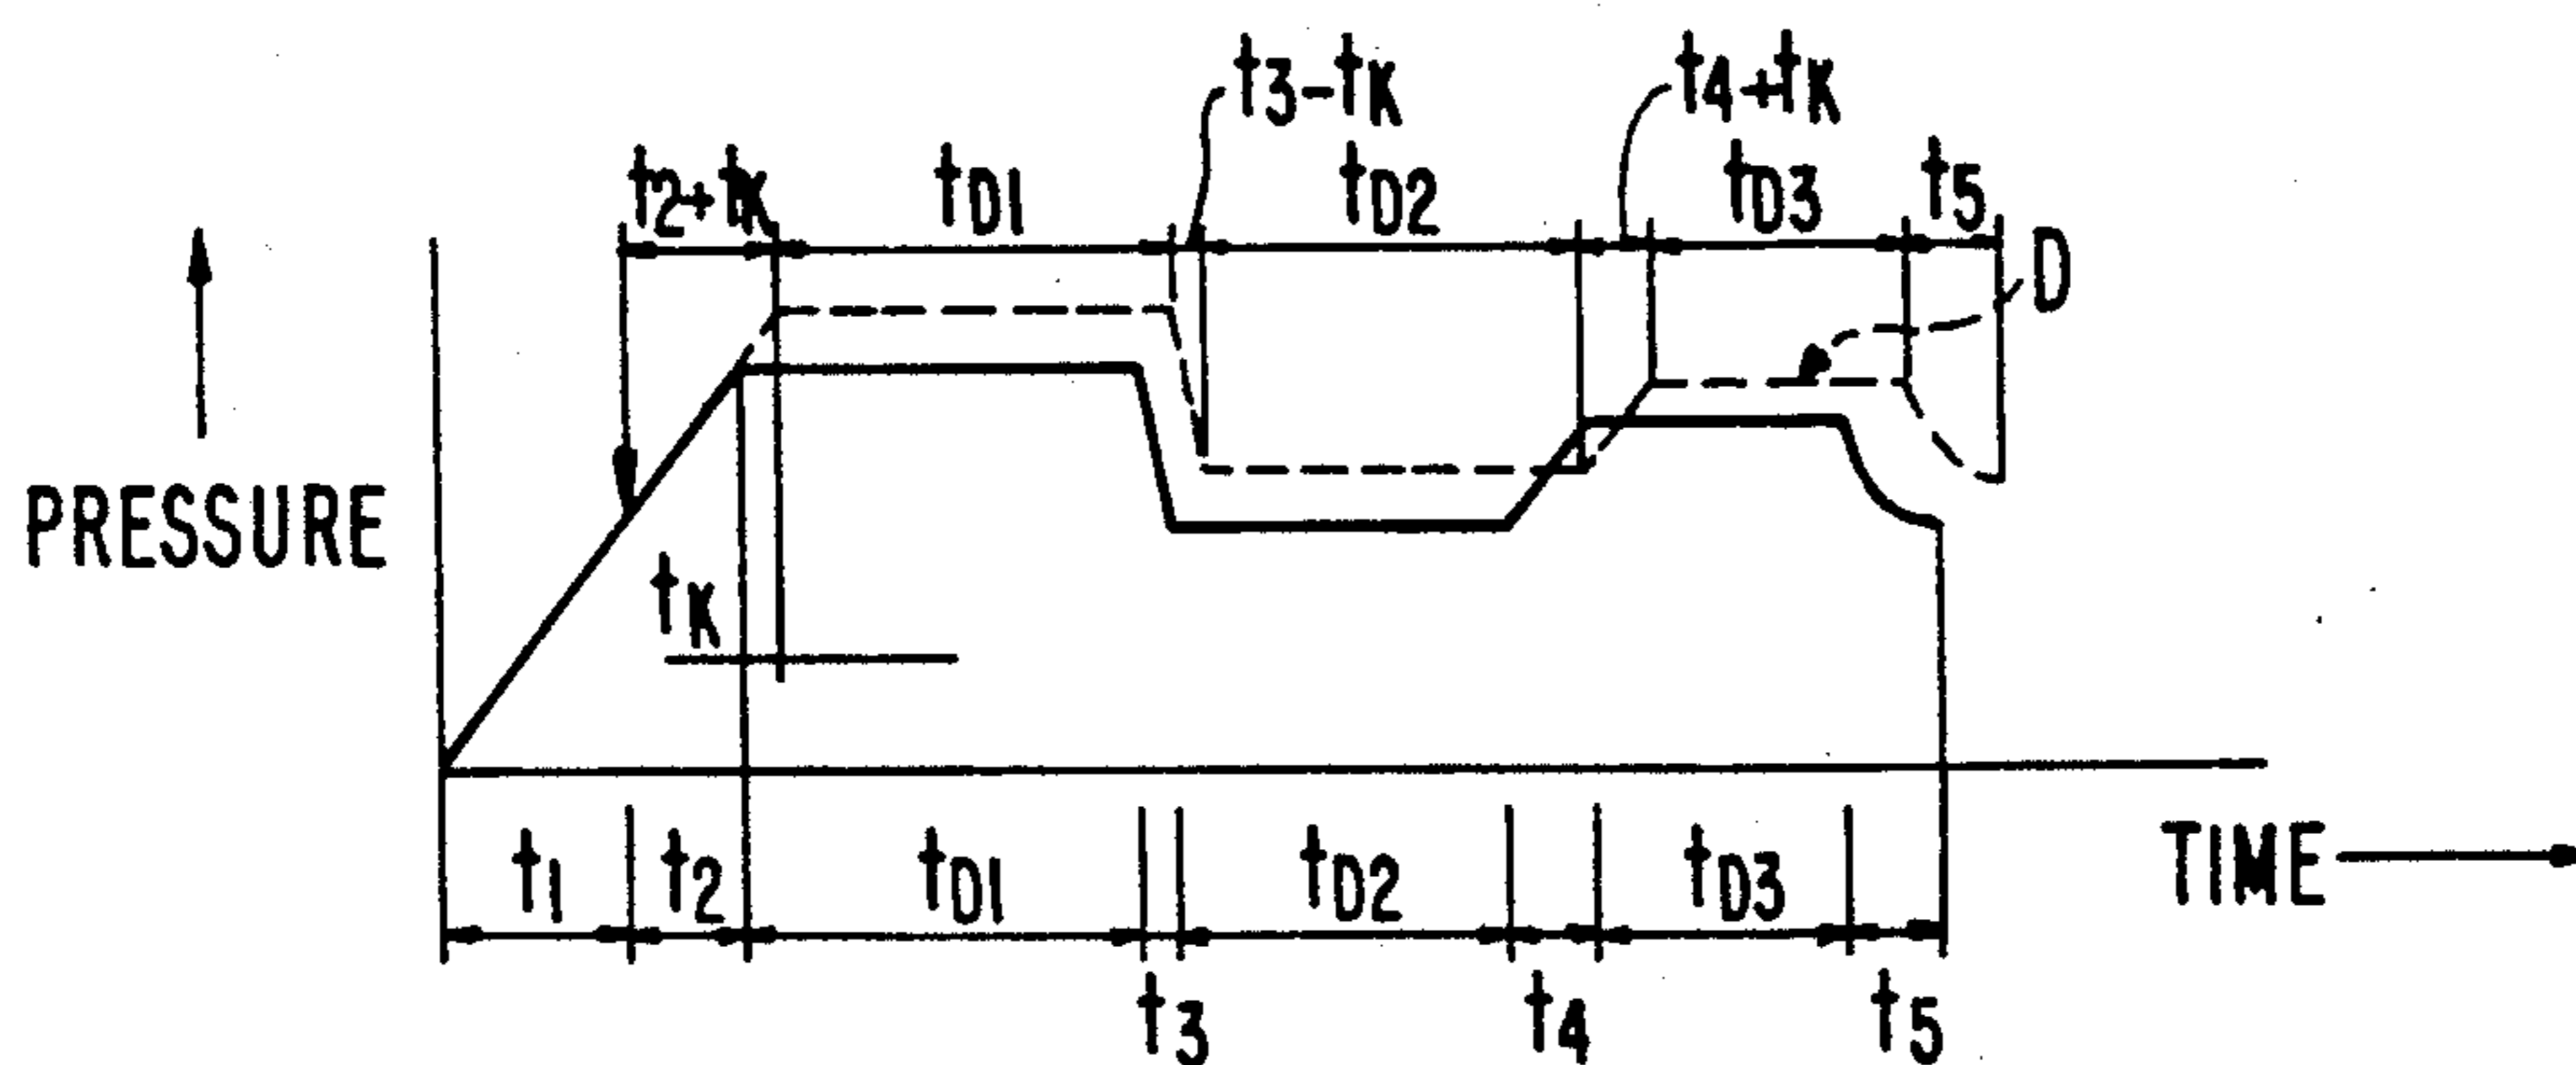 t3-tK
t4+tK
t2+tK
tD1
tD2
tD3
t5
D
PRESSURE
tK
t1
t2
tD1
tD2
tD3
TIME
t3
t4
t5